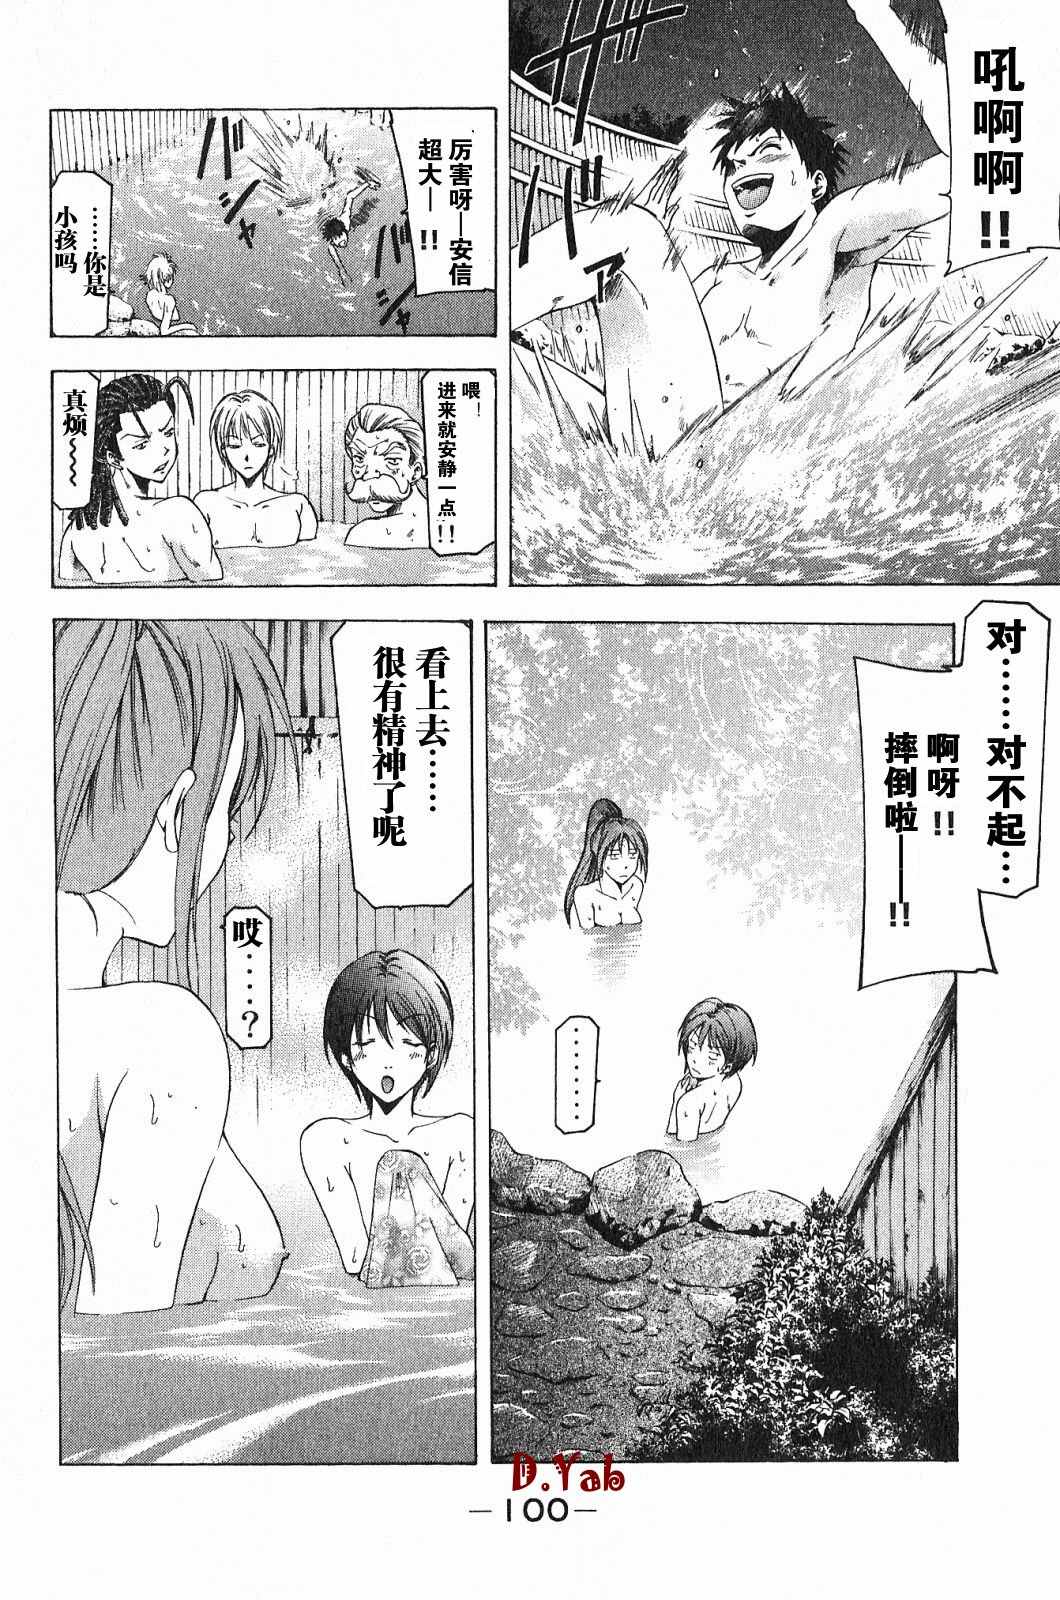 吼啊啊!!
厉害呀—安信
超大—!!
……你是
小孩吗
喂!
进来就安静一点!!
真烦~~~
对……对不起…
啊呀!!
摔倒啦——!!
………
看上去……
很有精神了呢
哎……?
D.Yab
—100—